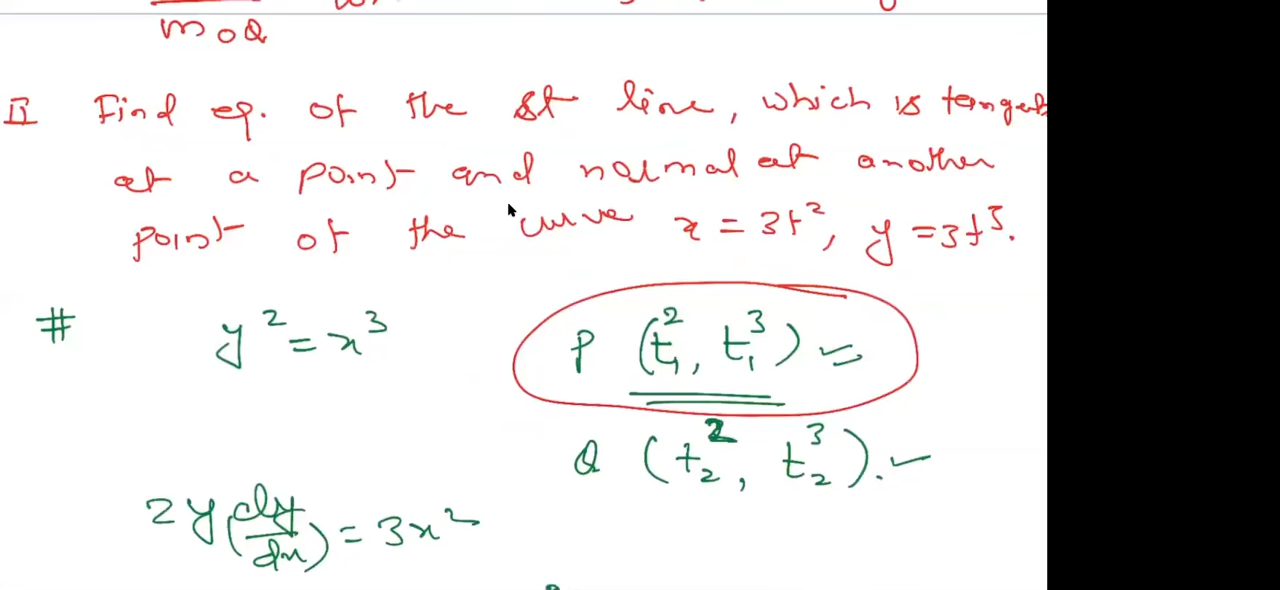 m OQ
II Find eq. of the st line, which is tangent
at a point and normal at another
point of the curve x = 3t², y = 3t³.
# y² = x³ P (t₁², t₁³)
Q (t₂², t₂³).
2y(dy/dx) = 3x²